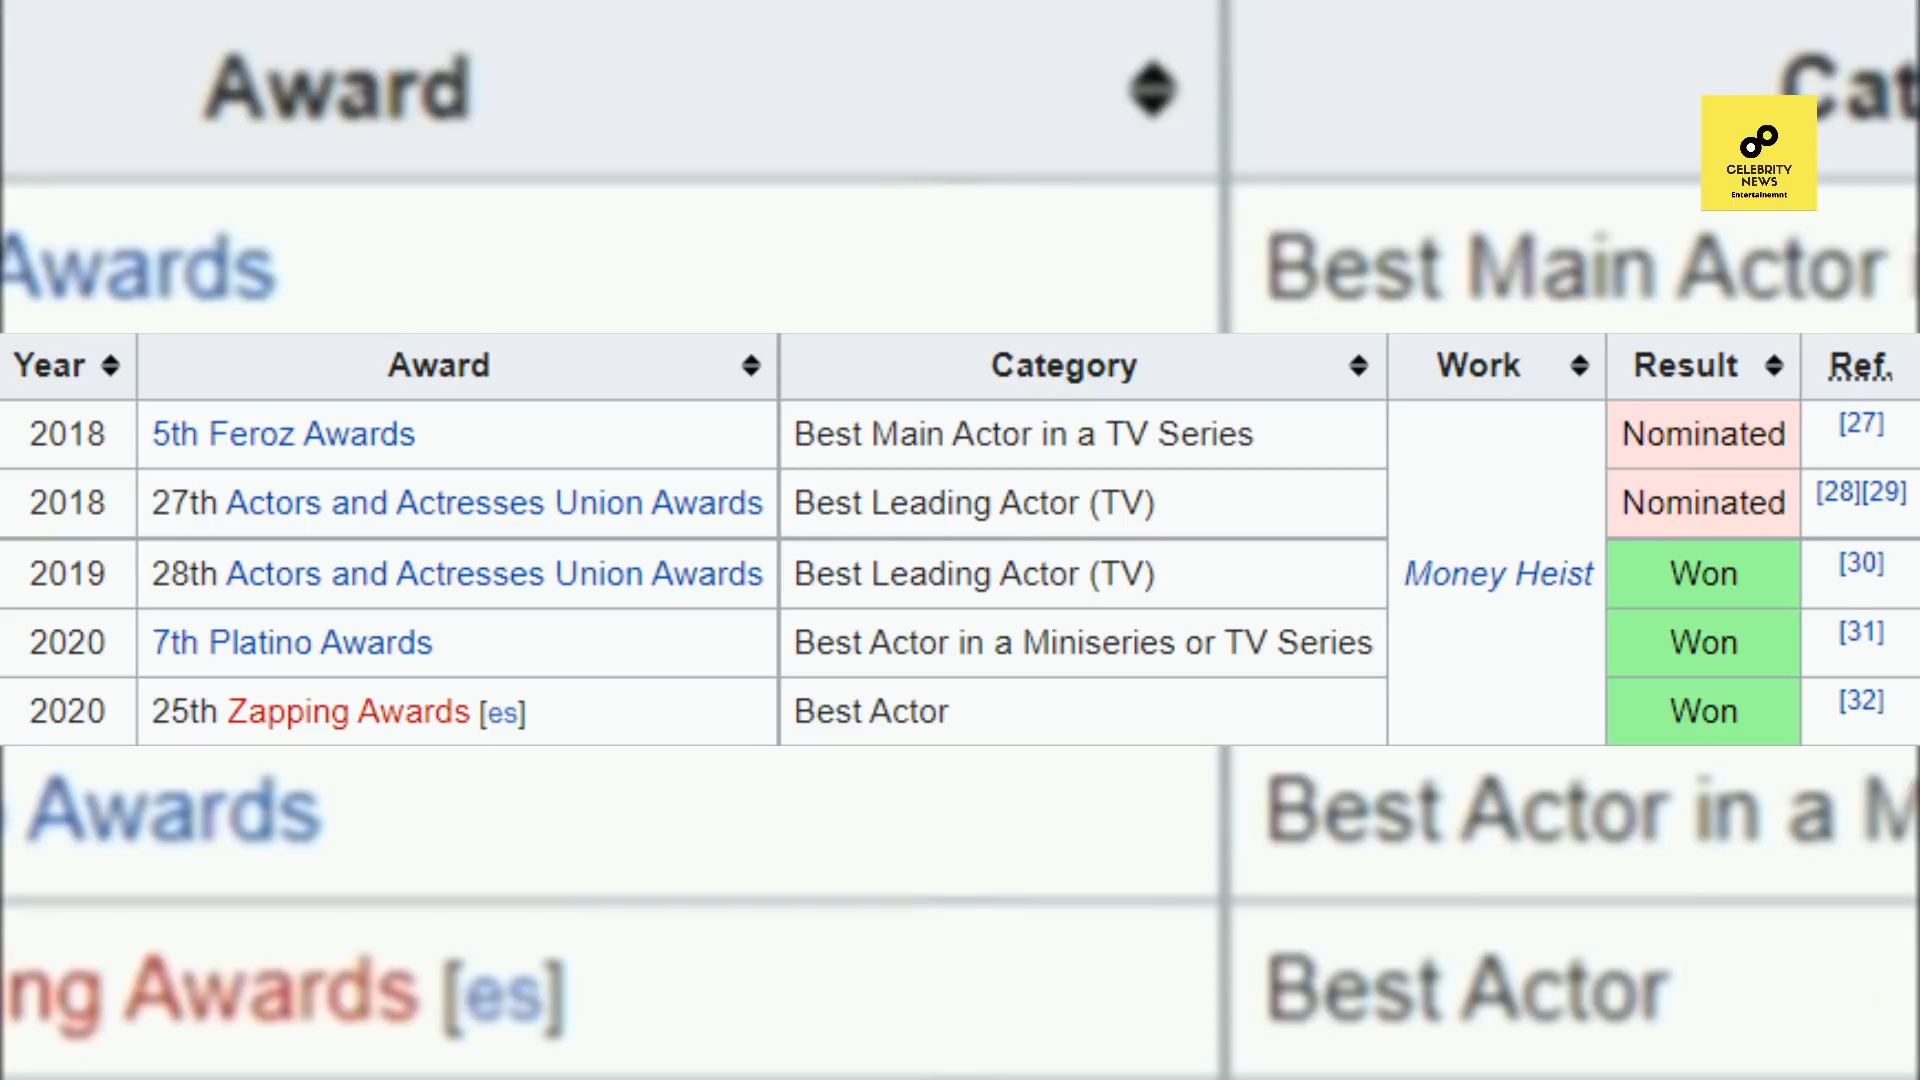 Award Cat
CELEBRITY
NEWS
Entertainemnt
Awards Best Main Actor
Year Award Category Work Result Ref.
2018 5th Feroz Awards Best Main Actor in a TV Series Nominated [27]
2018 27th Actors and Actresses Union Awards Best Leading Actor (TV) Nominated [28][29]
2019 28th Actors and Actresses Union Awards Best Leading Actor (TV) Money Heist Won [30]
2020 7th Platino Awards Best Actor in a Miniseries or TV Series Won [31]
2020 25th Zapping Awards [es] Best Actor Won [32]
Awards Best Actor in a M
ng Awards [es] Best Actor